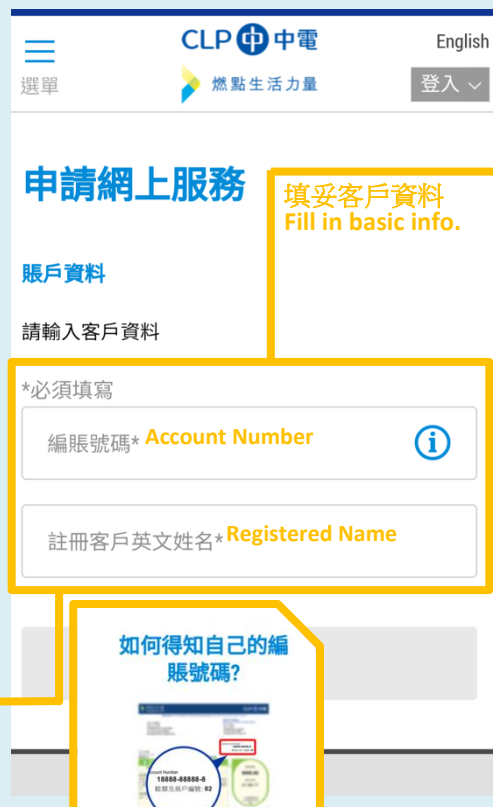 CLP 中電
English
選單
燃點生活力量
登入
申請網上服務
填妥客戶資料
Fill in basic info.
賬戶資料
請輸入客戶資料
*必須填寫
編賬號碼* Account Number
註冊客戶英文姓名* Registered Name
如何得知自己的編
賬號碼?
18888-88888-8